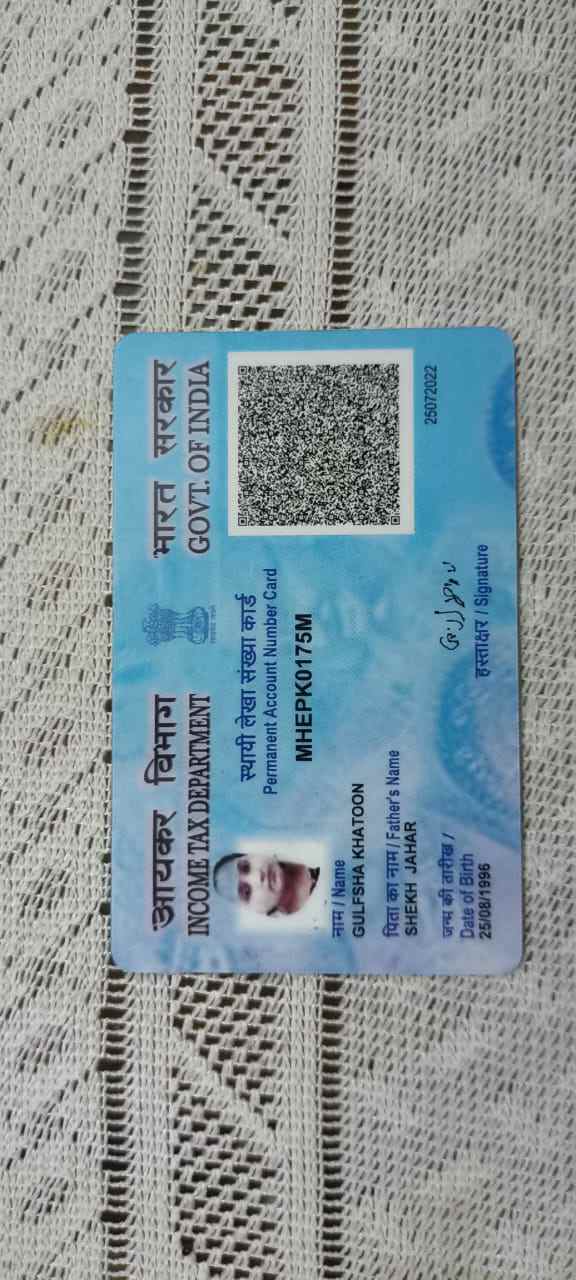 आयकर विभाग
INCOME TAX DEPARTMENT
भारत सरकार
GOVT. OF INDIA
स्थायी लेखा संख्या कार्ड
Permanent Account Number Card
MHEPK0175M
नाम / Name
GULFSHA KHATOON
पिता का नाम / Father's Name
SHEKH JAHAR
जन्म की तारीख /
Date of Birth
25/08/1996
हस्ताक्षर / Signature
25072022